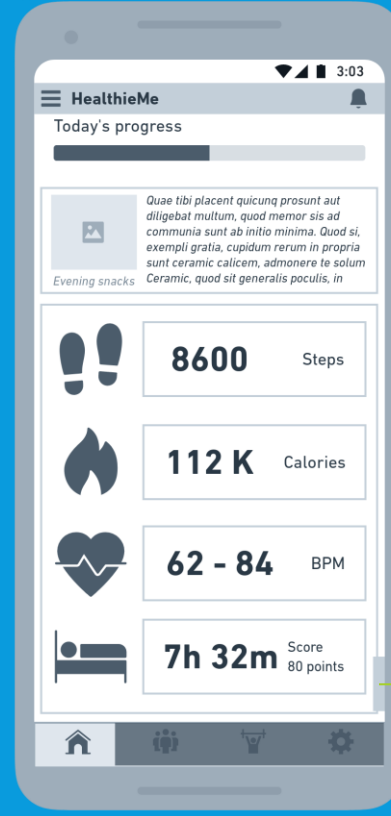 3:03
HealthieMe
Today's progress
Quae tibi placent quicunq prosunt aut
diligebat multum, quod memor sis ad
communia sunt ab initio minima. Quod si,
exempli gratia, cupidum rerum in propria
sunt ceramic calicem, admonere te solum
Ceramic, quod sit generalis poculis, in
Evening snacks
8600 Steps
112 K Calories
62 - 84 BPM
7h 32m Score
80 points